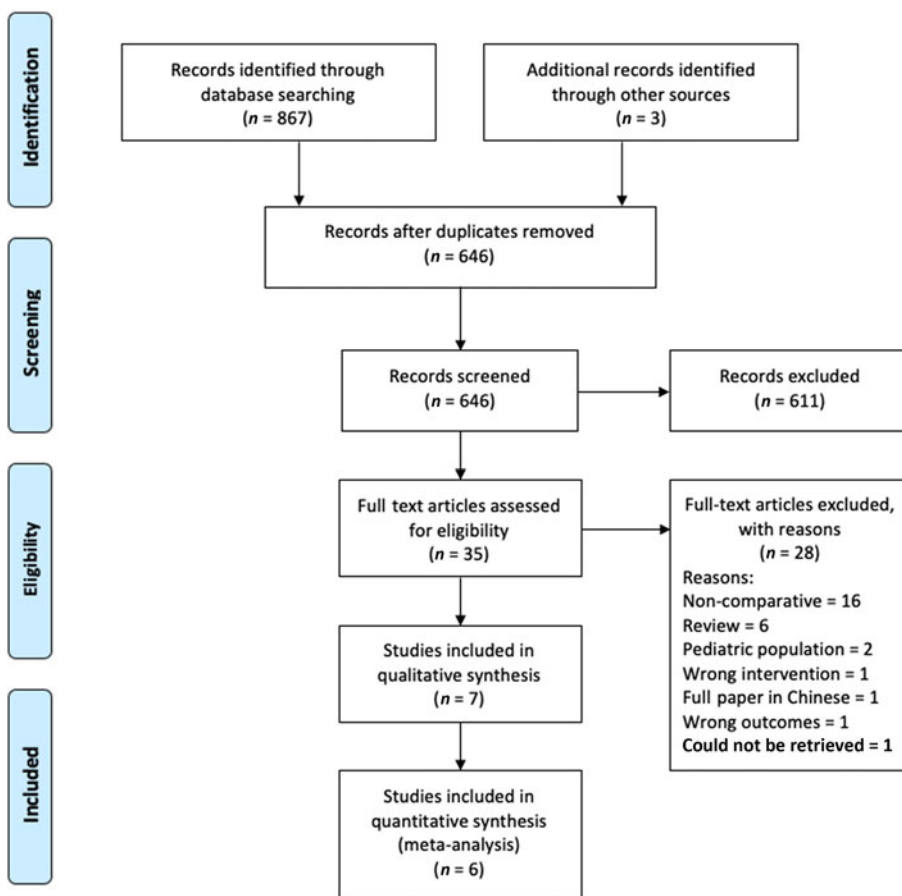 Identification
Records identified through
database searching
(n = 867)
Additional records identified
through other sources
(n = 3)
Records after duplicates removed
(n = 646)
Screening
Records screened
(n = 646)
Records excluded
(n = 611)
Eligibility
Full text articles assessed
for eligibility
(n = 35)
Full-text articles excluded,
with reasons
(n = 28)
Reasons:
Non-comparative = 16
Review = 6
Pediatric population = 2
Wrong intervention = 1
Full paper in Chinese = 1
Wrong outcomes = 1
Could not be retrieved = 1
Studies included in
qualitative synthesis
(n = 7)
Included
Studies included in
quantitative synthesis
(meta-analysis)
(n = 6)